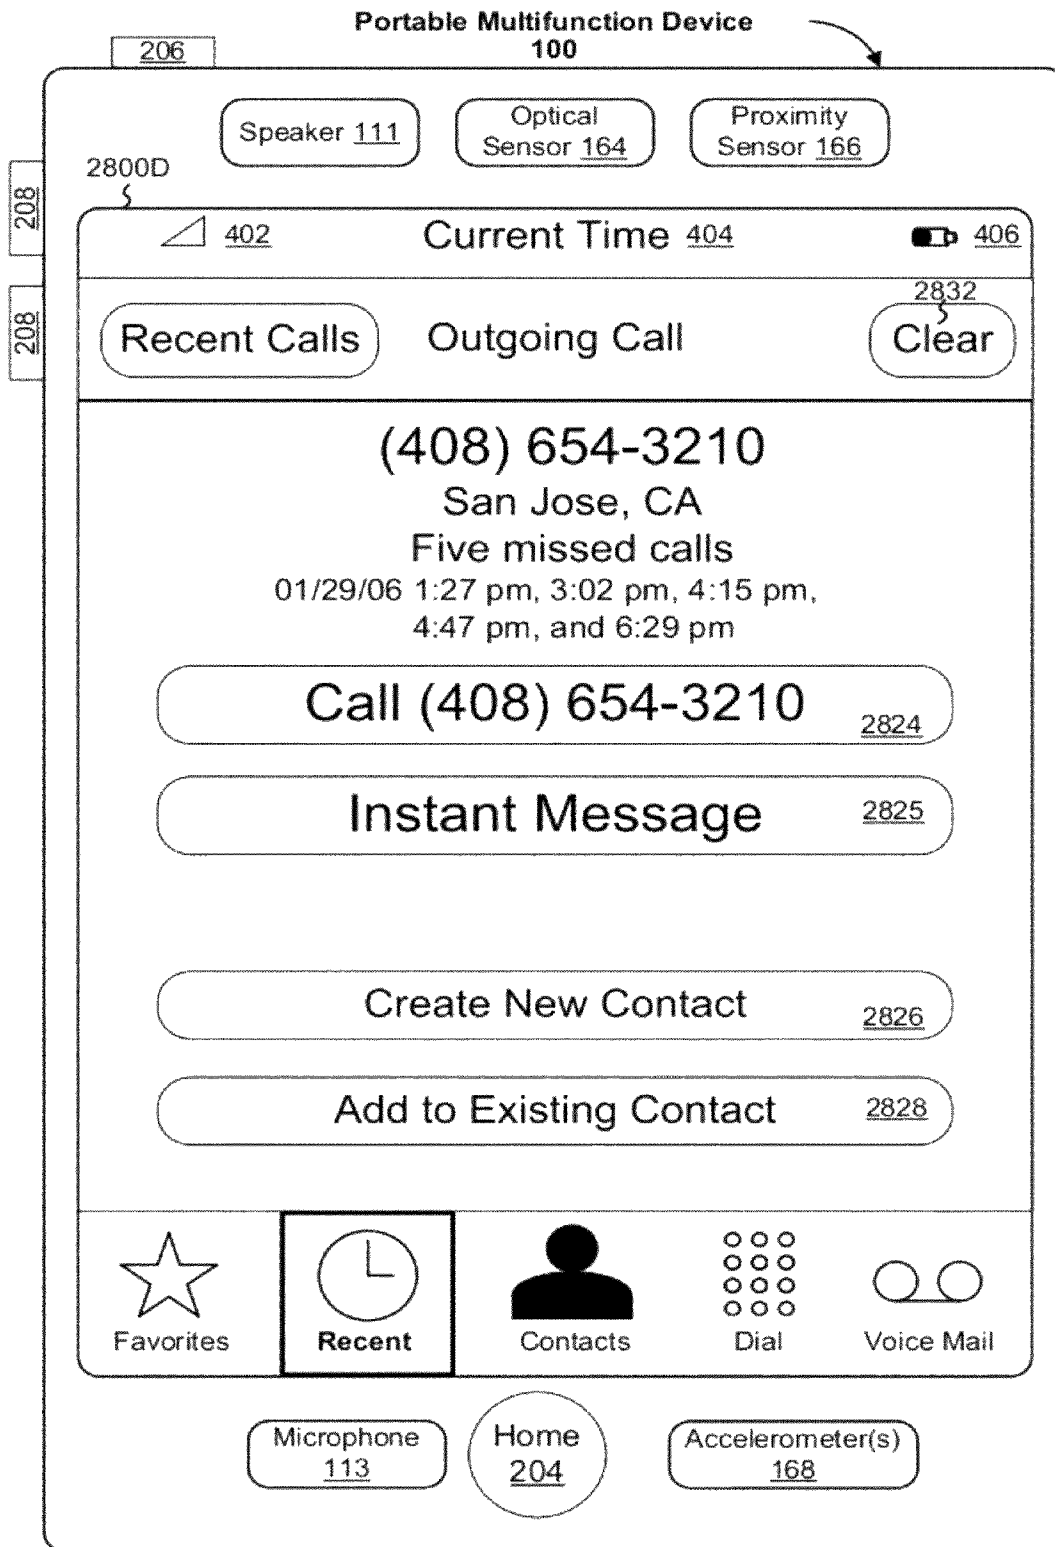 Portable Multifunction Device
100
206
Speaker 111
Optical
Sensor 164
Proximity
Sensor 166
2800D
208
402
Current Time 404
406
208
2832
Recent Calls
Outgoing Call
Clear
(408) 654-3210
San Jose, CA
Five missed calls
01/29/06 1:27 pm, 3:02 pm, 4:15 pm,
4:47 pm, and 6:29 pm
Call (408) 654-3210 2824
Instant Message 2825
Create New Contact 2826
Add to Existing Contact 2828
Favorites
Recent
Contacts
Dial
Voice Mail
Microphone
113
Home
204
Accelerometer(s)
168